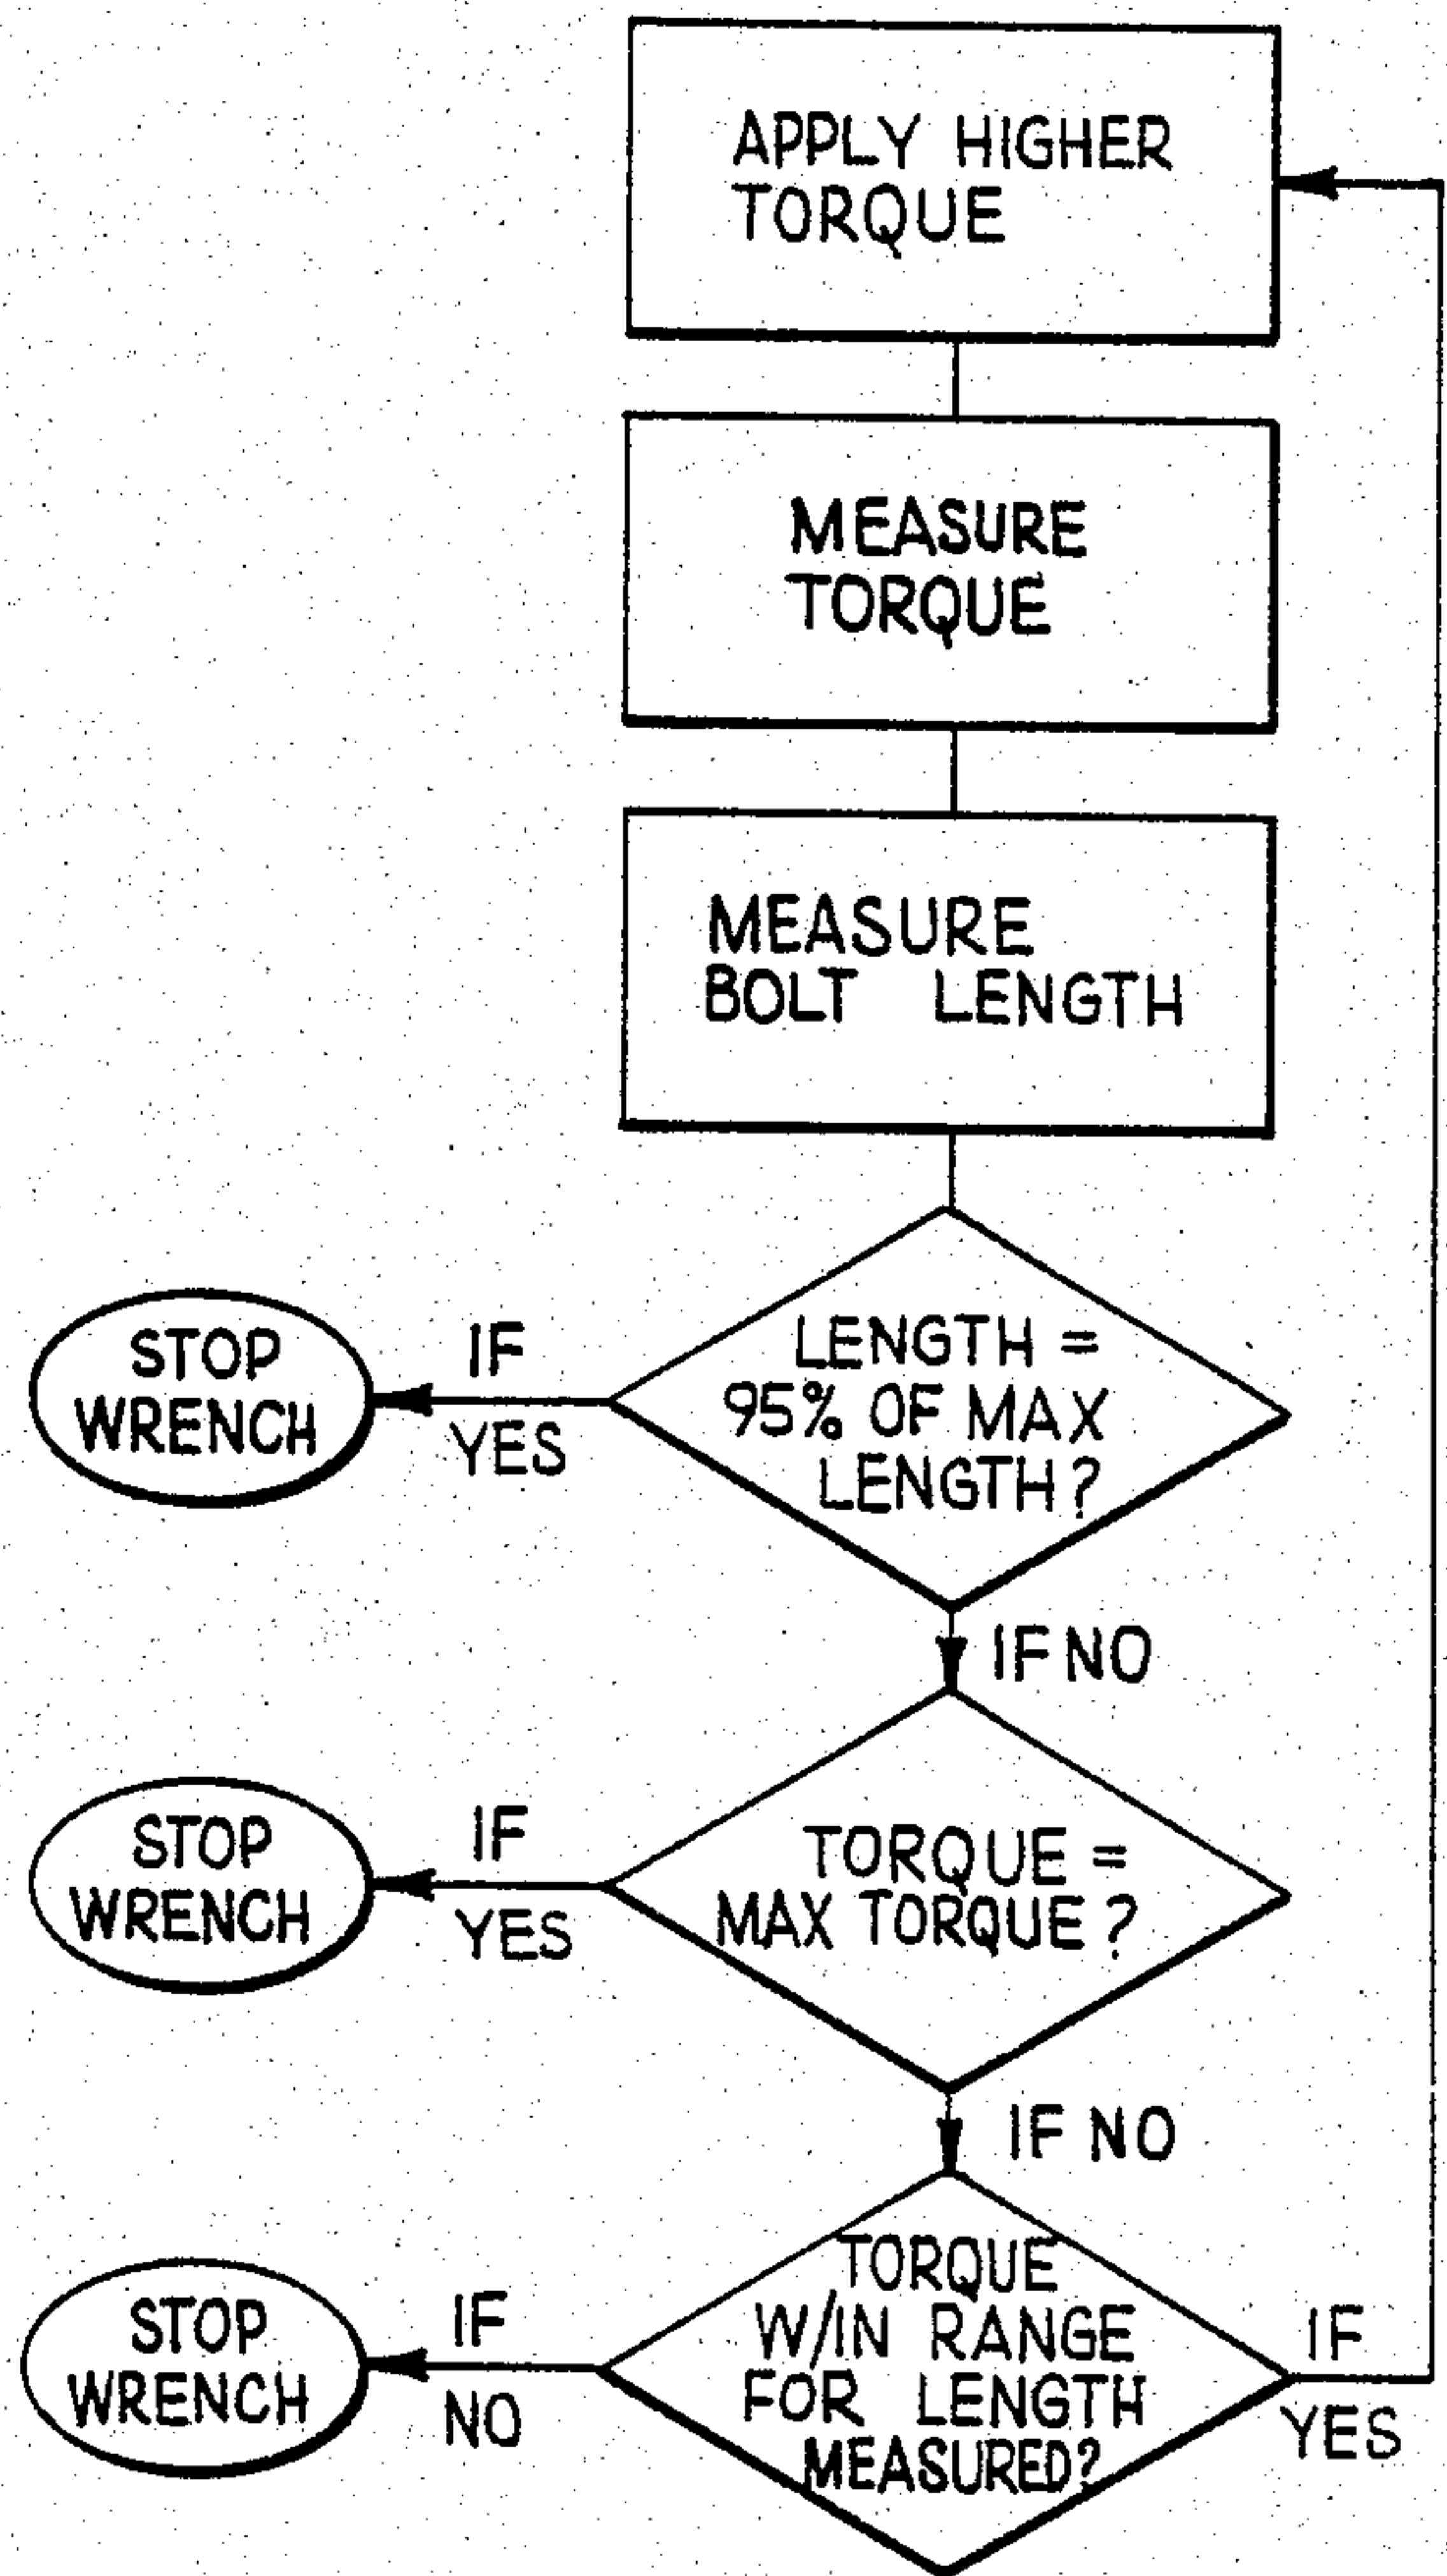 APPLY HIGHER
TORQUE
MEASURE
TORQUE
MEASURE
BOLT LENGTH
LENGTH =
95% OF MAX
LENGTH?
IF
YES
STOP
WRENCH
IF NO
TORQUE =
MAX TORQUE?
IF
YES
STOP
WRENCH
IF NO
TORQUE
W/IN RANGE
FOR LENGTH
MEASURED?
IF
NO
STOP
WRENCH
IF
YES